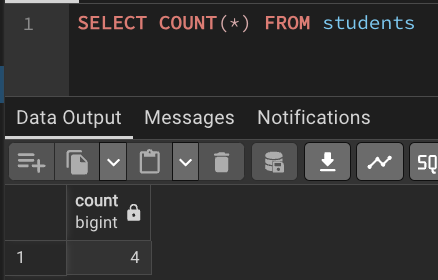 1 SELECT COUNT(*) FROM students
Data Output Messages Notifications
SQ
count
bigint
1 4